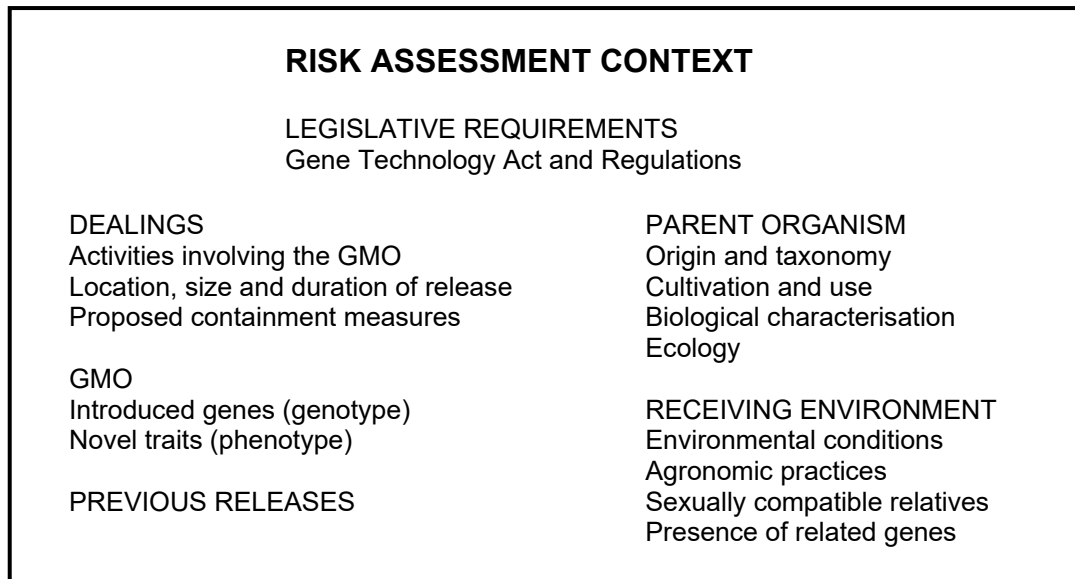 RISK ASSESSMENT CONTEXT
LEGISLATIVE REQUIREMENTS
Gene Technology Act and Regulations
DEALINGS
Activities involving the GMO
Location, size and duration of release
Proposed containment measures
GMO
Introduced genes (genotype)
Novel traits (phenotype)
PREVIOUS RELEASES
PARENT ORGANISM
Origin and taxonomy
Cultivation and use
Biological characterisation
Ecology
RECEIVING ENVIRONMENT
Environmental conditions
Agronomic practices
Sexually compatible relatives
Presence of related genes